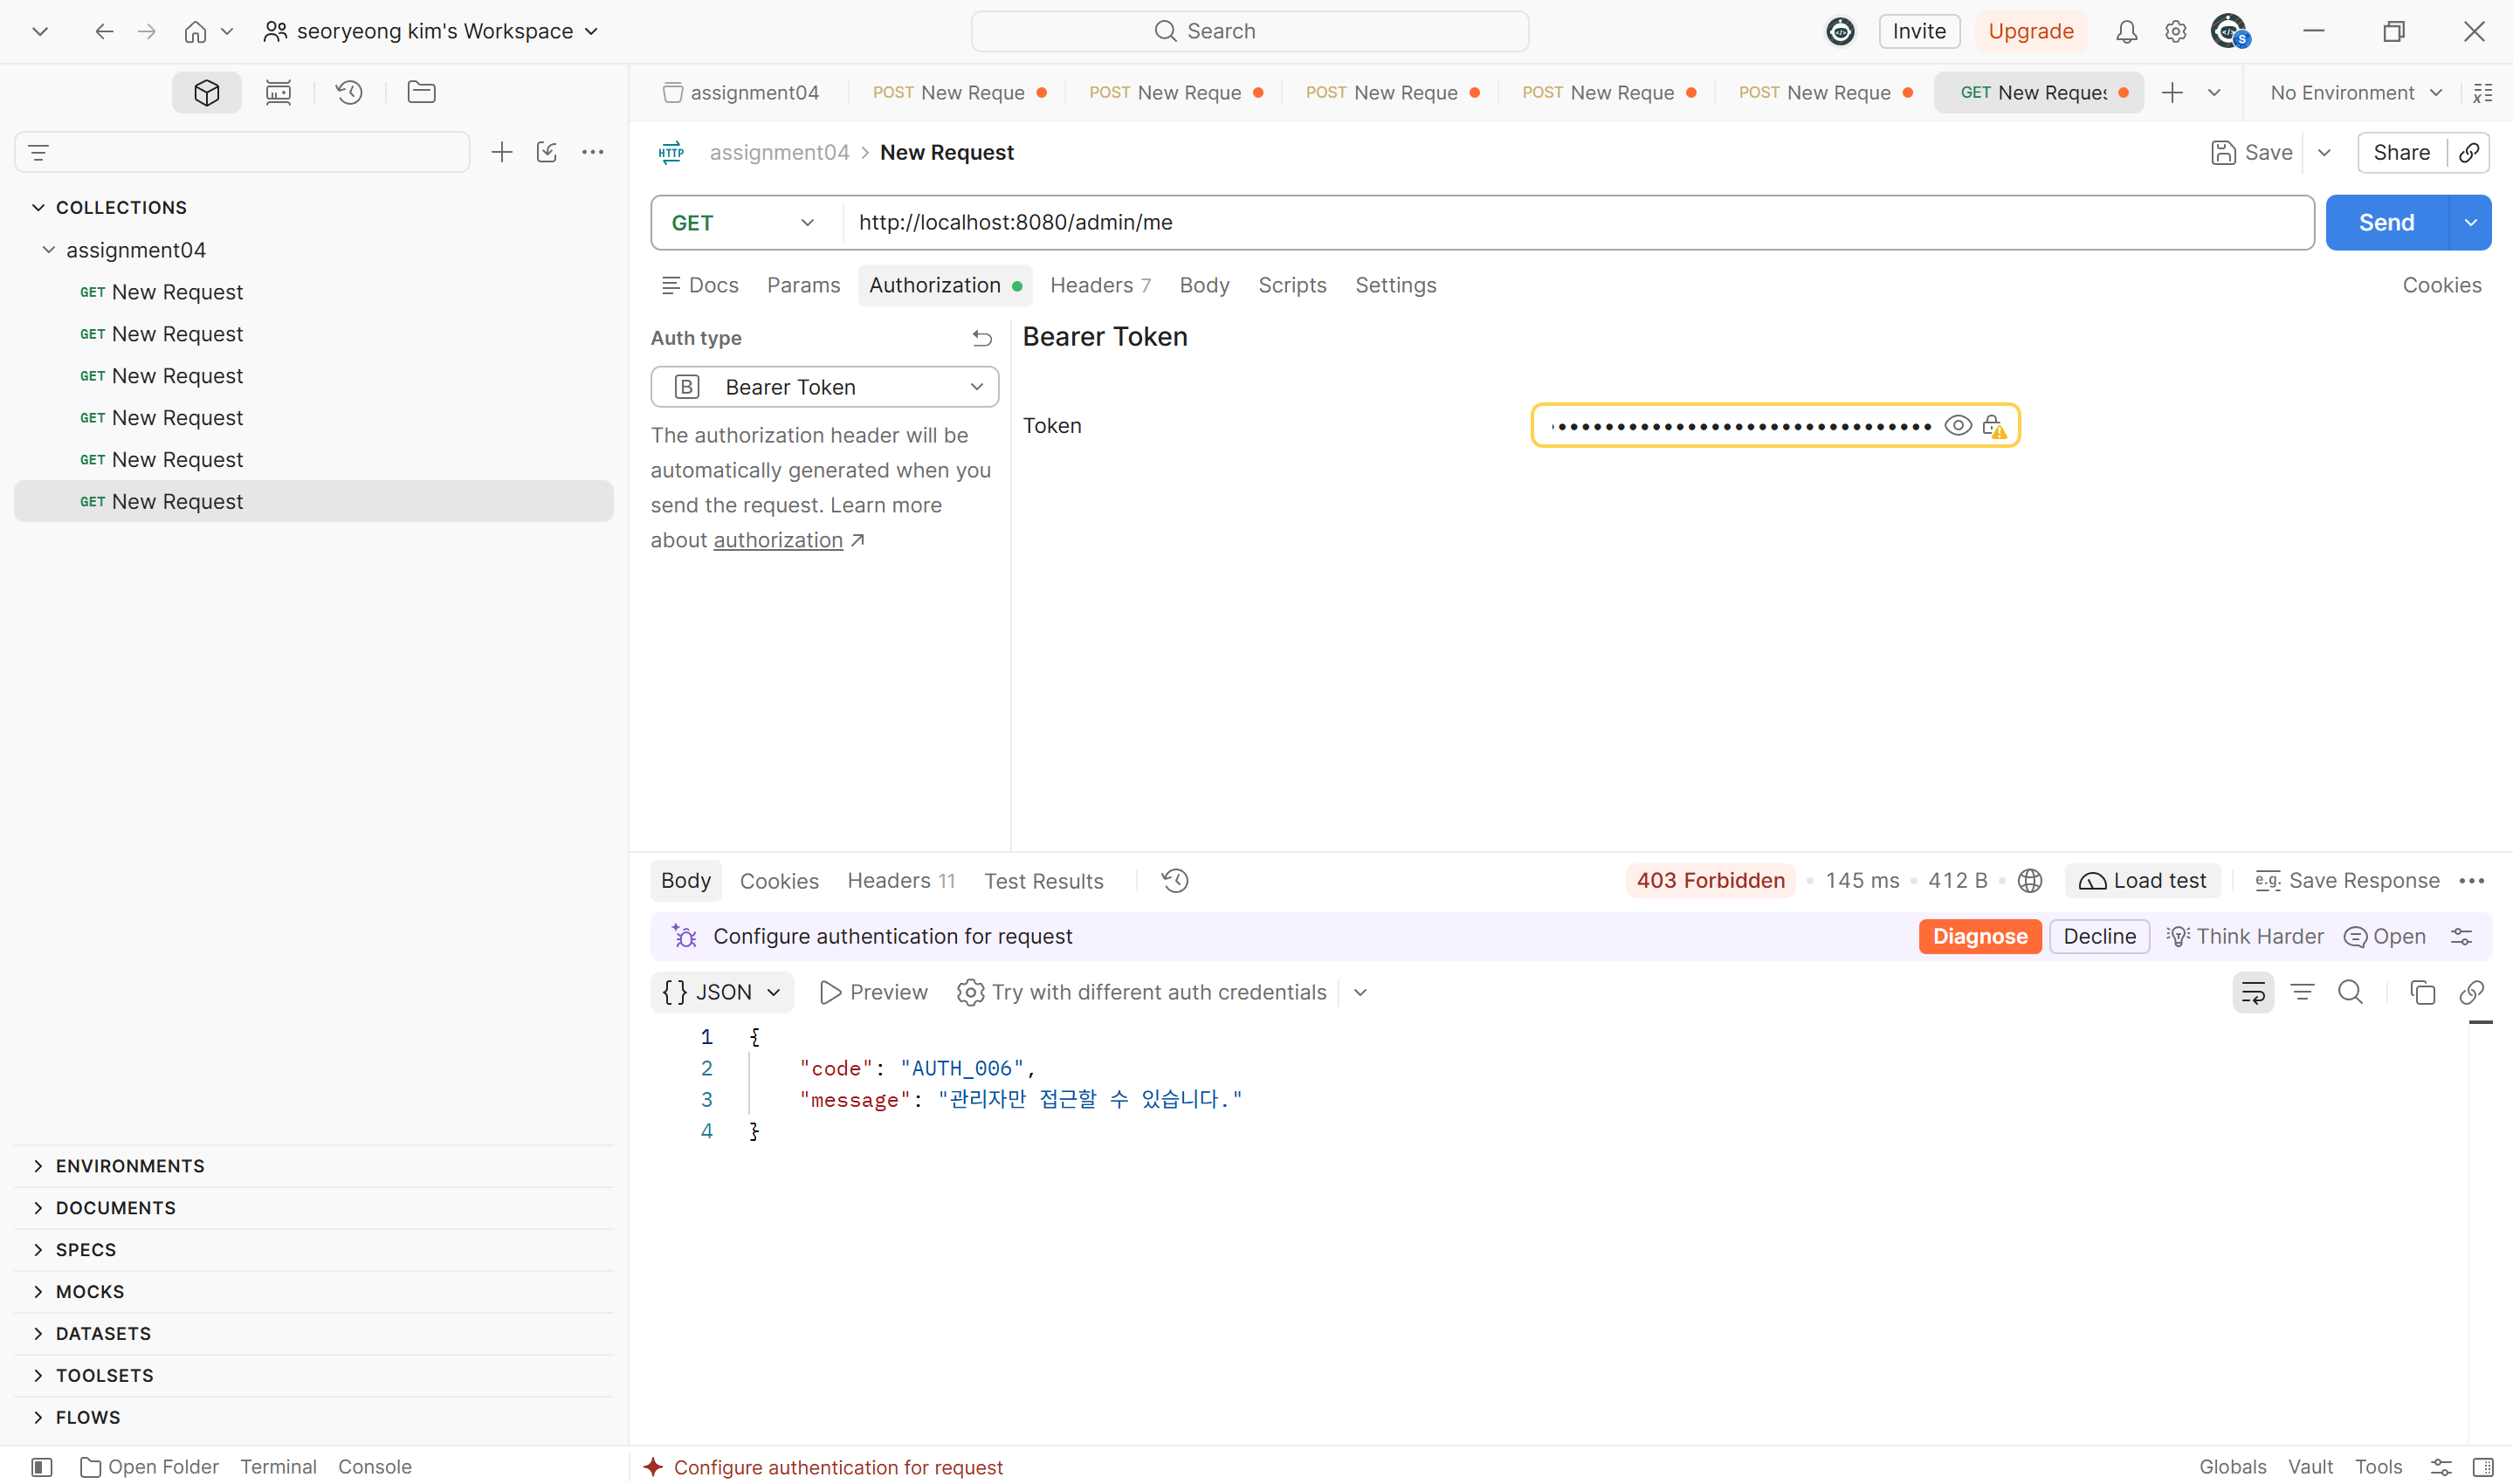 seoryeong kim's Workspace
Search
Invite
Upgrade
assignment04
POST New Reque
POST New Reque
POST New Reque
POST New Reque
POST New Reque
GET New Reques
No Environment
HTTP
assignment04 > New Request
Save
Share
COLLECTIONS
assignment04
GET New Request
GET New Request
GET New Request
GET New Request
GET New Request
GET New Request
GET
http://localhost:8080/admin/me
Send
Docs
Params
Authorization
Headers 7
Body
Scripts
Settings
Cookies
Auth type
B Bearer Token
The authorization header will be
automatically generated when you
send the request. Learn more
about authorization
Bearer Token
Token
Body
Cookies
Headers 11
Test Results
403 Forbidden
145 ms
412 B
Load test
e.g. Save Response
Configure authentication for request
Diagnose
Decline
Think Harder
Open
{} JSON
Preview
Try with different auth credentials
1 {
2 "code": "AUTH_006",
3 "message": "관리자만 접근할 수 있습니다."
4 }
ENVIRONMENTS
DOCUMENTS
SPECS
MOCKS
DATASETS
TOOLSETS
FLOWS
Open Folder
Terminal
Console
Configure authentication for request
Globals
Vault
Tools